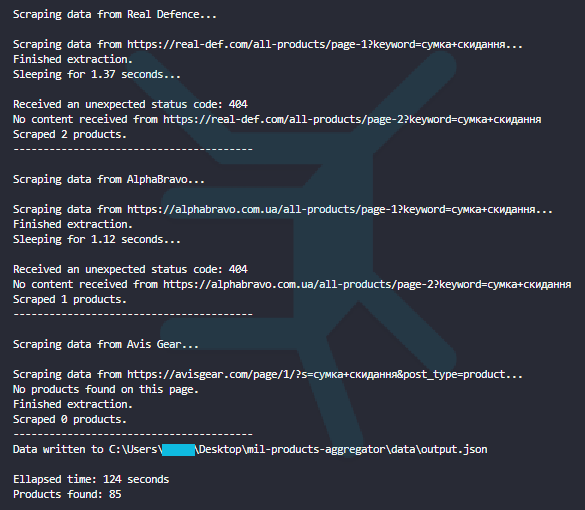 Scraping data from Real Defence...
Scraping data from https://real-def.com/all-products/page-1?keyword=сумка+скидання...
Finished extraction.
Sleeping for 1.37 seconds...
Received an unexpected status code: 404
No content received from https://real-def.com/all-products/page-2?keyword=сумка+скидання
Scraped 2 products.
----------------------------------------
Scraping data from AlphaBravo...
Scraping data from https://alphabravo.com.ua/all-products/page-1?keyword=сумка+скидання...
Finished extraction.
Sleeping for 1.12 seconds...
Received an unexpected status code: 404
No content received from https://alphabravo.com.ua/all-products/page-2?keyword=сумка+скидання
Scraped 1 products.
----------------------------------------
Scraping data from Avis Gear...
Scraping data from https://avisgear.com/page/1/?s=сумка+скидання&post_type=product...
No products found on this page.
Finished extraction.
Scraped 0 products.
----------------------------------------
Data written to C:\Users\ \Desktop\mil-products-aggregator\data\output.json
Ellapsed time: 124 seconds
Products found: 85